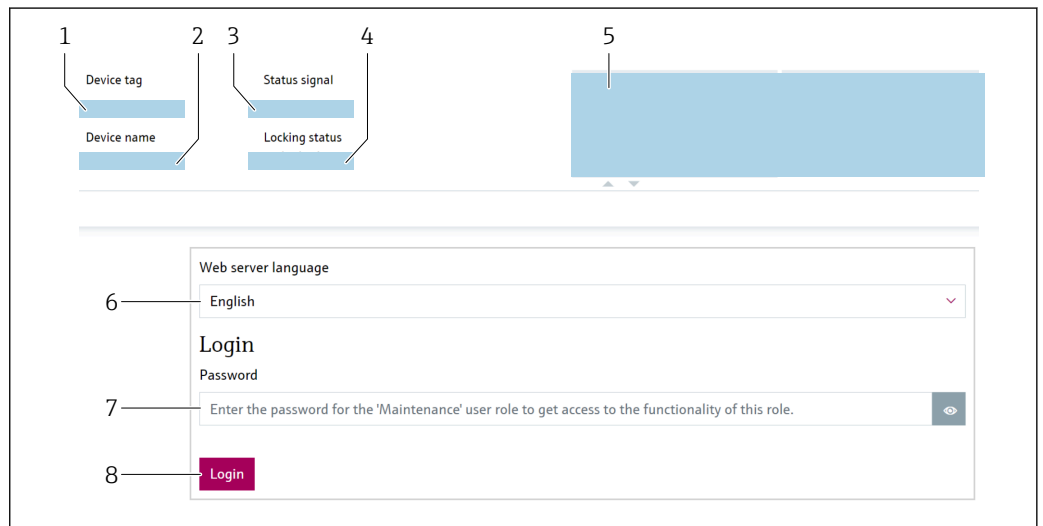 1 2 3 4 5
Device tag Status signal
Device name Locking status
Web server language
6 English
Login
Password
7 Enter the password for the 'Maintenance' user role to get access to the functionality of this role.
8 Login